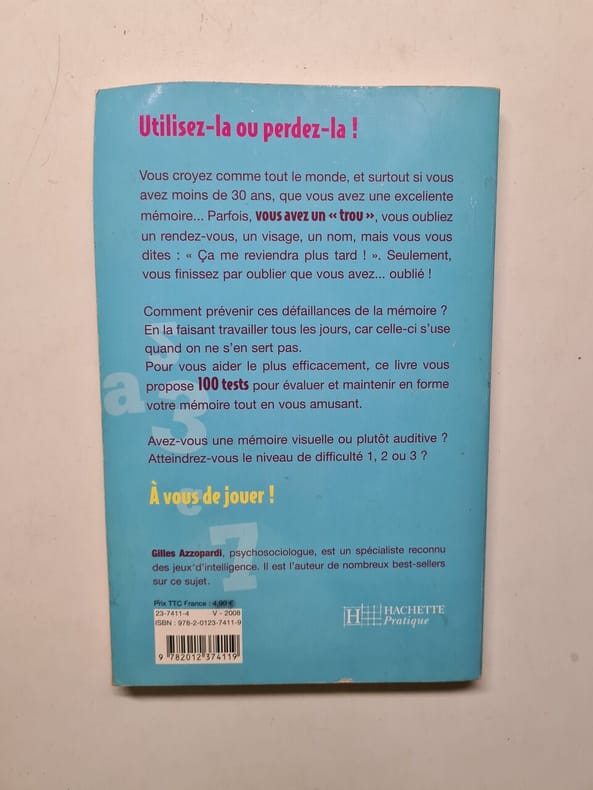 Utilisez-la ou perdez-la !
Vous croyez comme tout le monde, et surtout si vous
avez moins de 30 ans, que vous avez une exceliente
mémoire... Parfois, vous avez un « trou », vous oubliez
un rendez-vous, un visage, un nom, mais vous vous
dites : « Ça me reviendra plus tard ! ». Seulement,
vous finissez par oublier que vous avez... oublié !
Comment prévenir ces défaillances de la mémoire ?
En la faisant travailler tous les jours, car celle-ci s'use
quand on ne s'en sert pas.
Pour vous aider le plus efficacement, ce livre vous
propose 100 tests pour évaluer et maintenir en forme
votre mémoire tout en vous amusant.
Avez-vous une mémoire visuelle ou plutôt auditive ?
Atteindrez-vous le niveau de difficulté 1, 2 ou 3 ?
À vous de jouer !
a
3
e
7
Gilles Azzopardi, psychosociologue, est un spécialiste reconnu
des jeux d'intelligence. Il est l'auteur de nombreux best-sellers
sur ce sujet.
Prix TTC France : 4,90 €
23-7411-4 V - 2008
ISBN : 978-2-0123-7411-9
9 782012 374119
H HACHETTE
Pratique